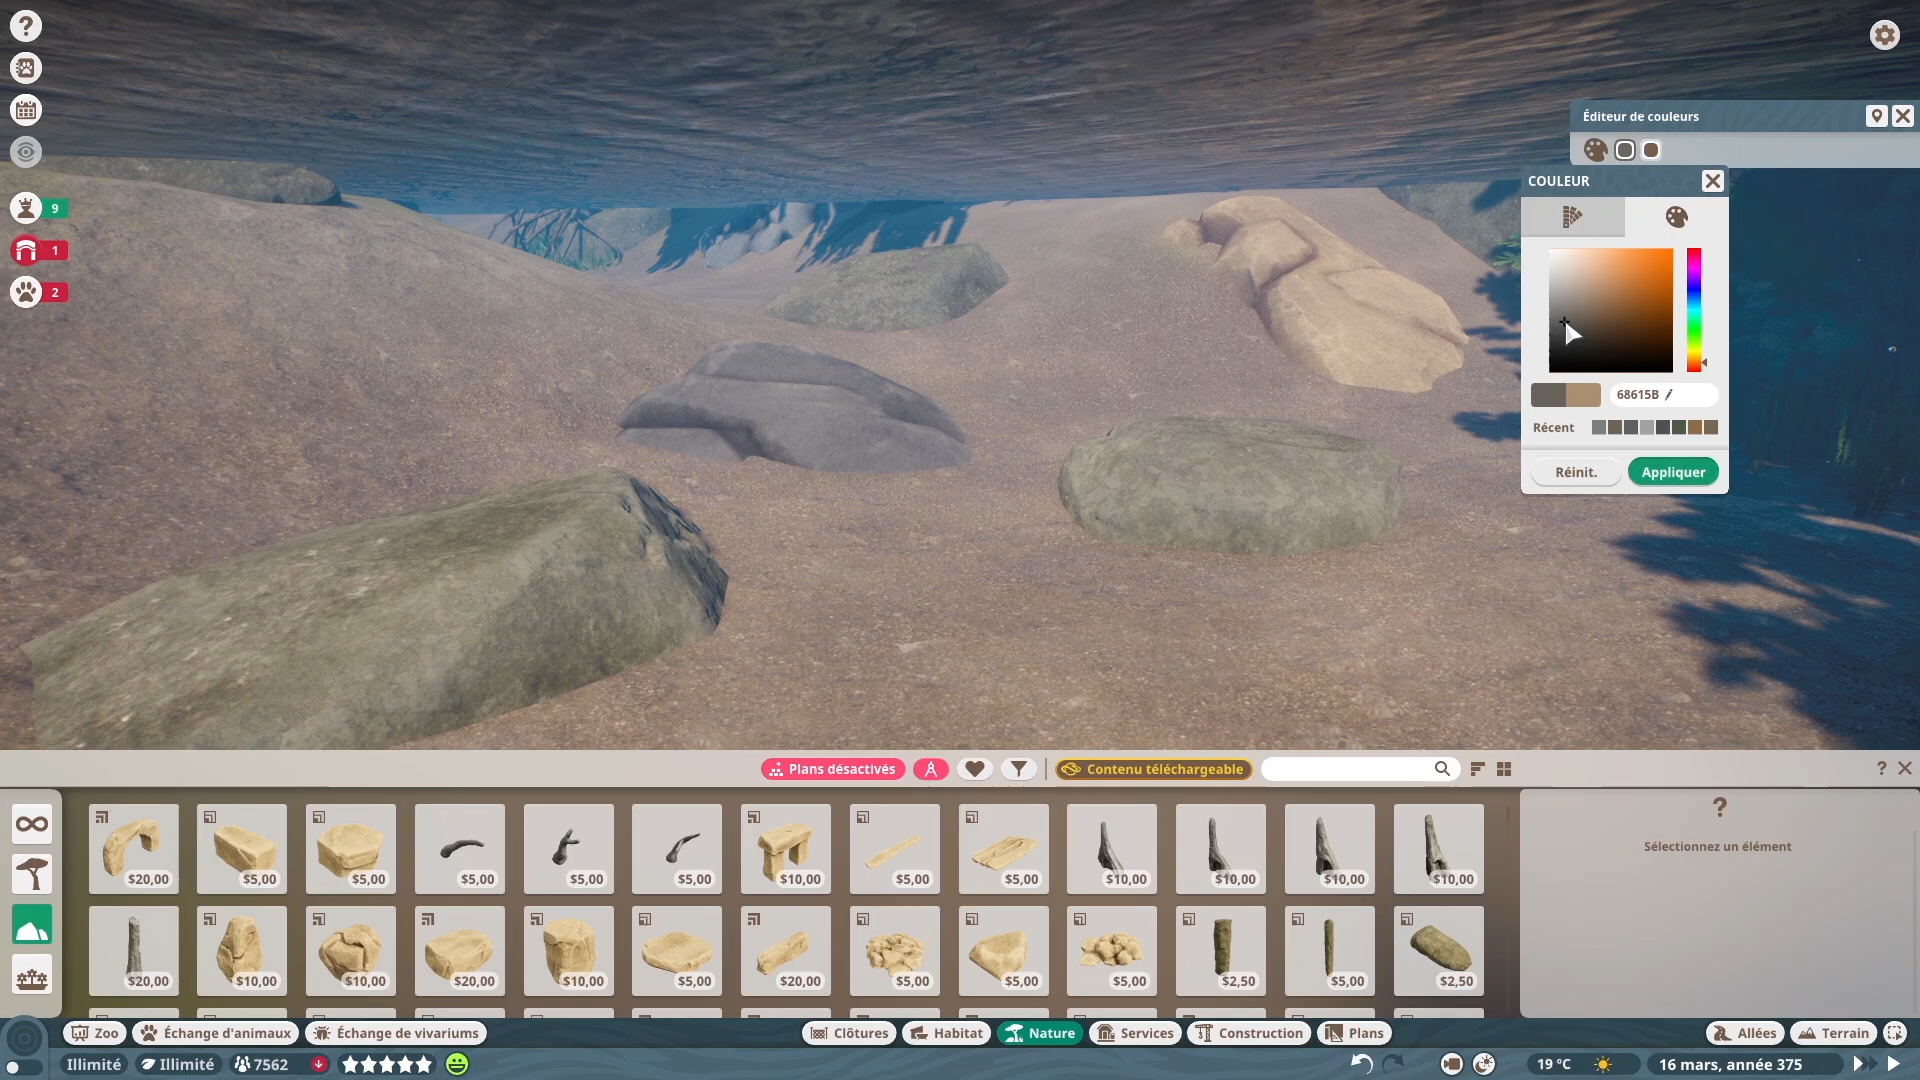 ?
Éditeur de couleurs
COULEUR
9
1
2
68615B
Récent
Réinit. Appliquer
Plans désactivés Contenu téléchargeable ?
$20,00 $5,00 $5,00 $5,00 $5,00 $5,00 $10,00 $5,00 $5,00 $10,00 $10,00 $10,00 $10,00
?
Sélectionnez un élément
$20,00 $10,00 $10,00 $20,00 $10,00 $5,00 $20,00 $5,00 $5,00 $5,00 $2,50 $5,00 $2,50
Zoo Échange d'animaux Échange de vivariums Clôtures Habitat Nature Services Construction Plans Allées Terrain
Illimité Illimité 7562 19 °C 16 mars, année 375